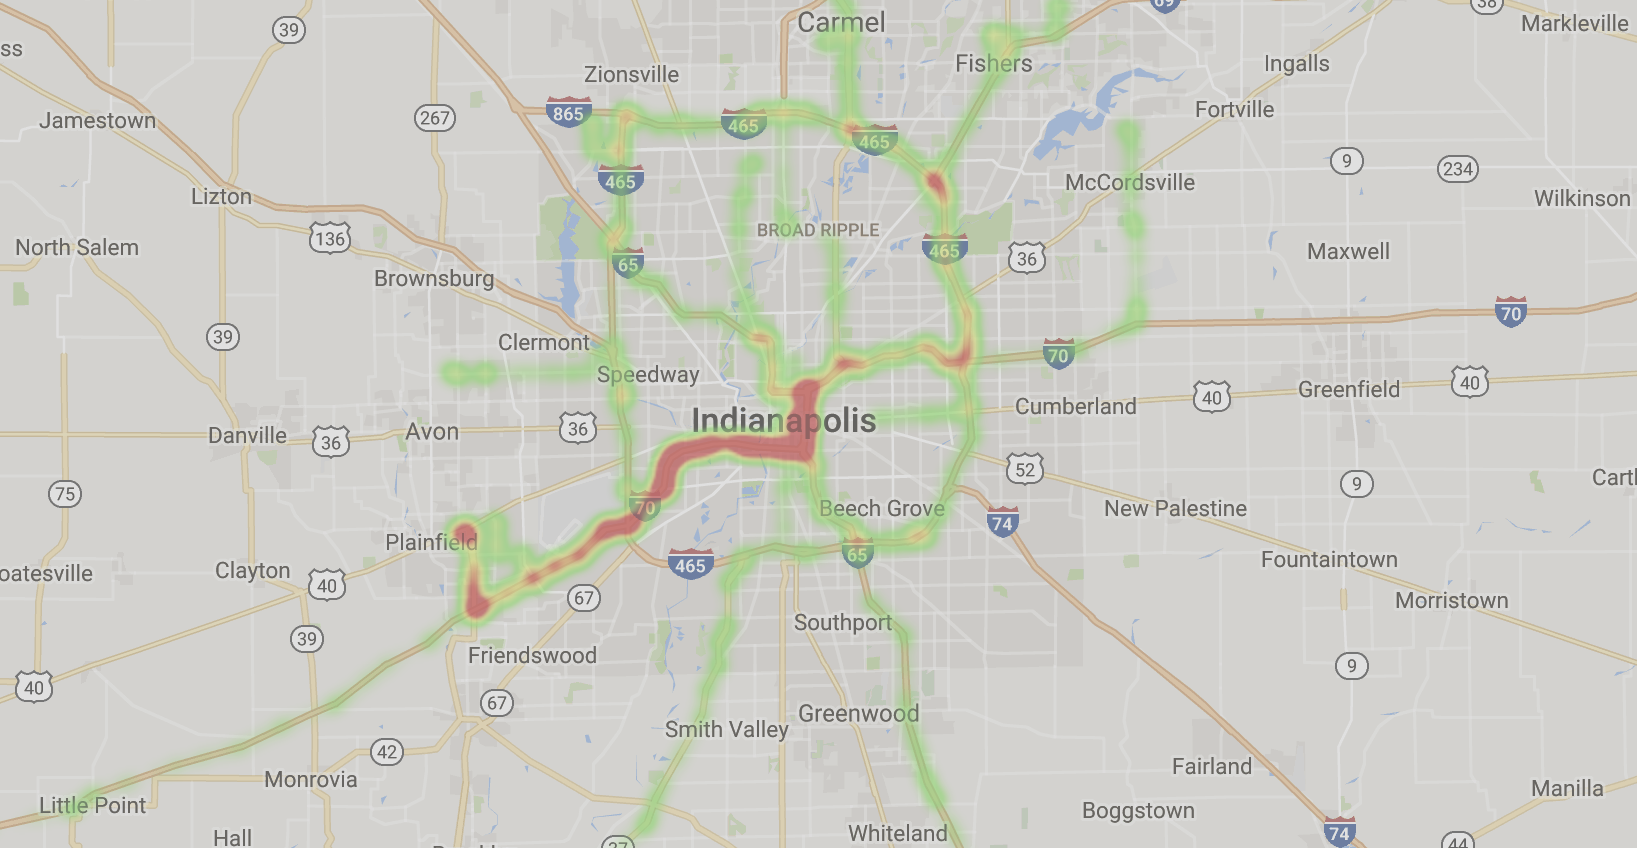 Carmel
69
38
Markleville
39
ss
Zionsville
Fishers
Ingalls
865
465
267
Jamestown
Fortville
465
465
9
234
McCordsville
Wilkinson
Lizton
136
BROAD RIPPLE
North Salem
465
36
Maxwell
Brownsburg
65
70
39
Clermont
70
Speedway
Greenfield
40
40
Cumberland
Indianapolis
Danville
36
Avon
36
52
9
Cartl
75
70
Beech Grove
New Palestine
74
Plainfield
65
Fountaintown
oatesville
Clayton
40
465
67
Morristown
39
Southport
Friendswood
9
40
67
Greenwood
Smith Valley
42
Fairland
Monrovia
Manilla
Little Point
Boggstown
Hall
Whiteland
74
44
37